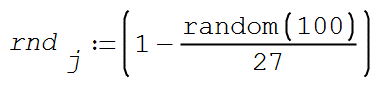 rnd j := (1 - random(100)/27)